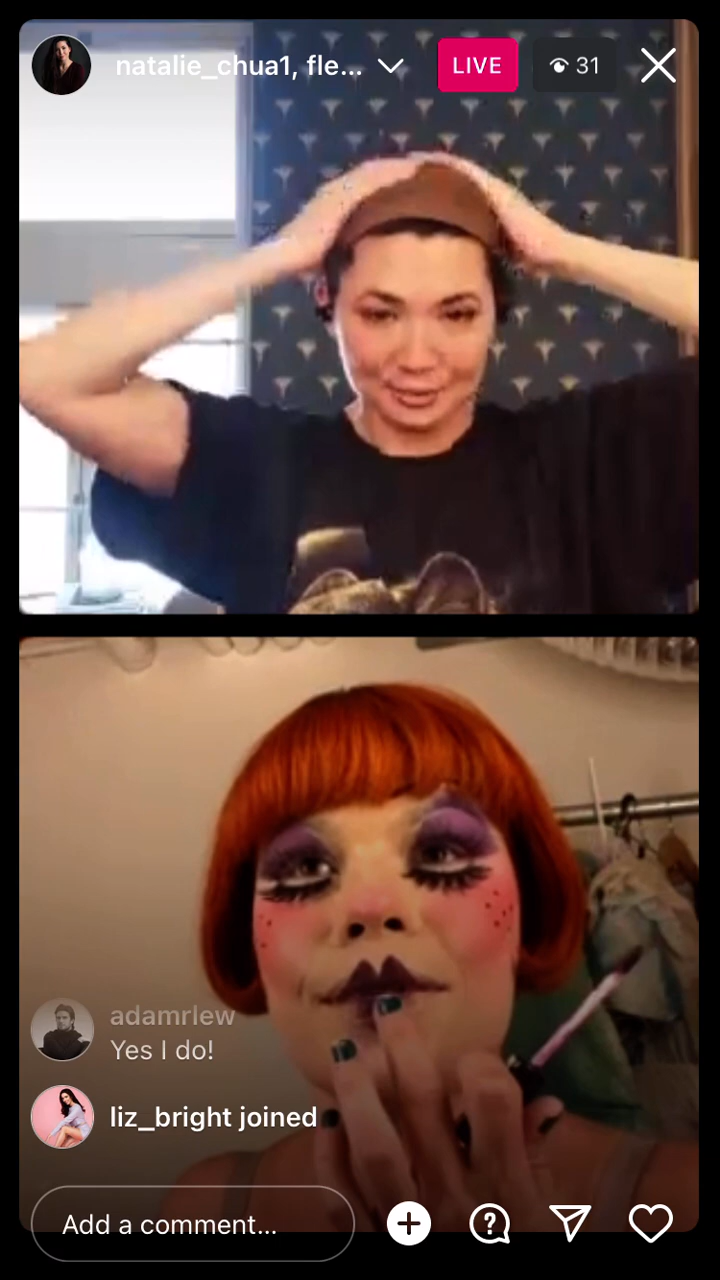 natalie_chua1, fle...
LIVE
31
adamrlew
Yes I do!
liz_bright joined
Add a comment...